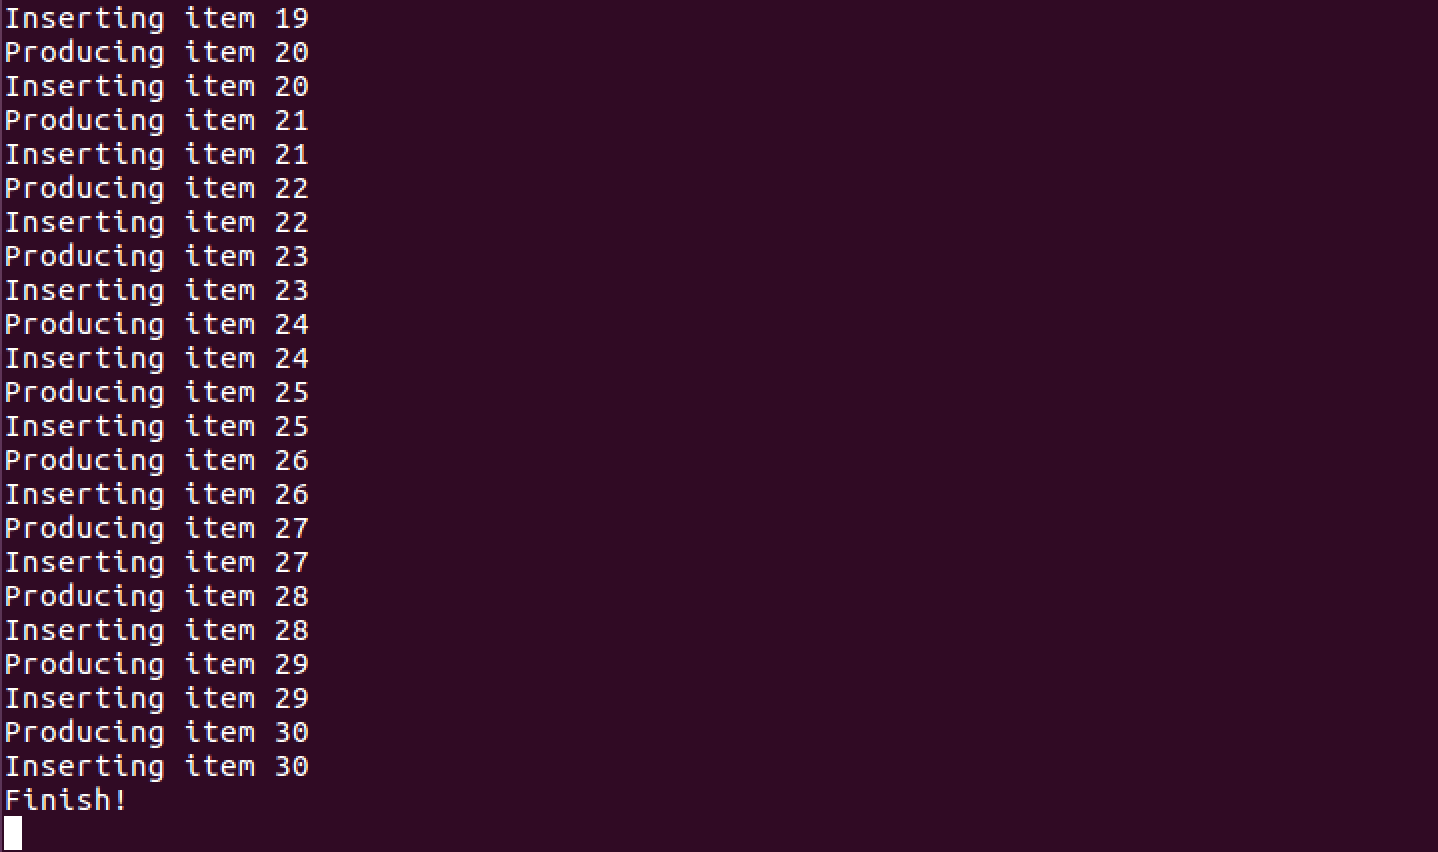 Inserting item 19
Producing item 20
Inserting item 20
Producing item 21
Inserting item 21
Producing item 22
Inserting item 22
Producing item 23
Inserting item 23
Producing item 24
Inserting item 24
Producing item 25
Inserting item 25
Producing item 26
Inserting item 26
Producing item 27
Inserting item 27
Producing item 28
Inserting item 28
Producing item 29
Inserting item 29
Producing item 30
Inserting item 30
Finish!